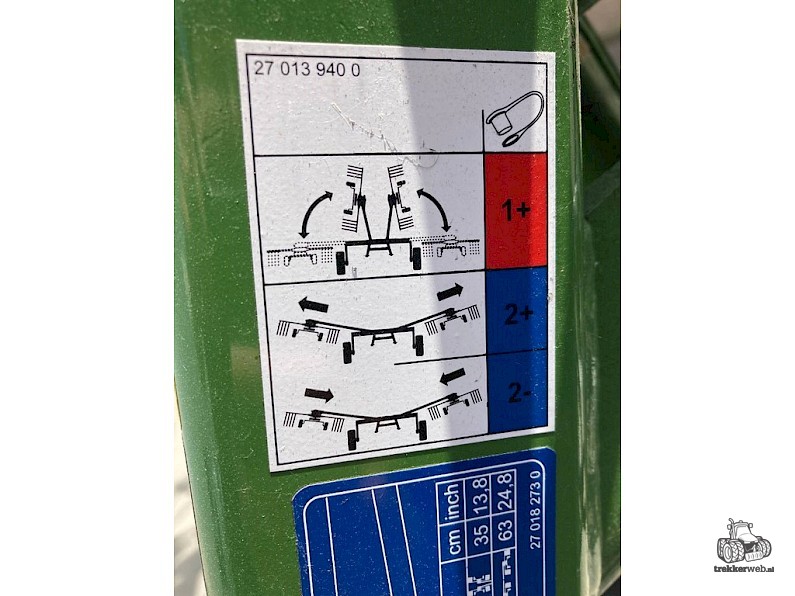 27 013 940 0
1+
2+
2-
cm inch
35 13,8
63 24,8
27 018 273 0
trekkerweb.nl